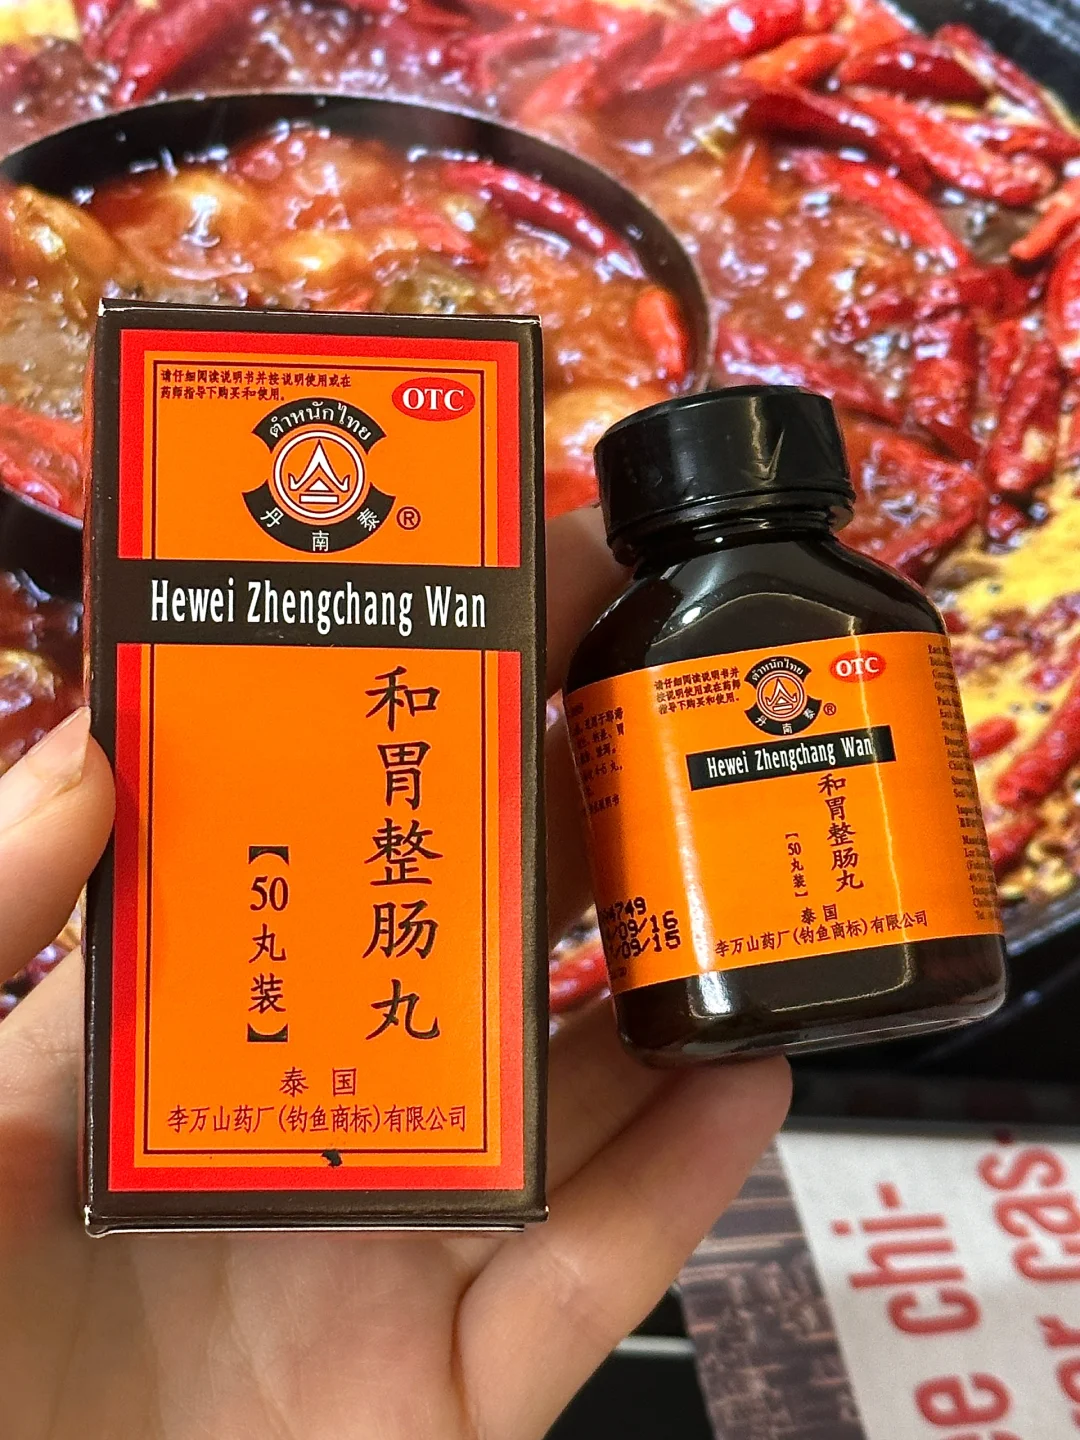 请仔细阅读说明书并按说明使用或在
药师指导下购买和使用。
OTC
ตำหนักไทย
丹南泰
®
Hewei Zhengchang Wan
和胃整肠丸
【50丸装】
泰国
李万山药厂(钓鱼商标)有限公司
请仔细阅读说明书并
按说明使用或在药师
指导下购买和使用。
OTC
ตำหนักไทย
丹南泰
®
Hewei Zhengchang Wan
和胃整肠丸
【50丸装】
泰国
李万山药厂(钓鱼商标)有限公司
4749
/09/16
/09/15
e chi-